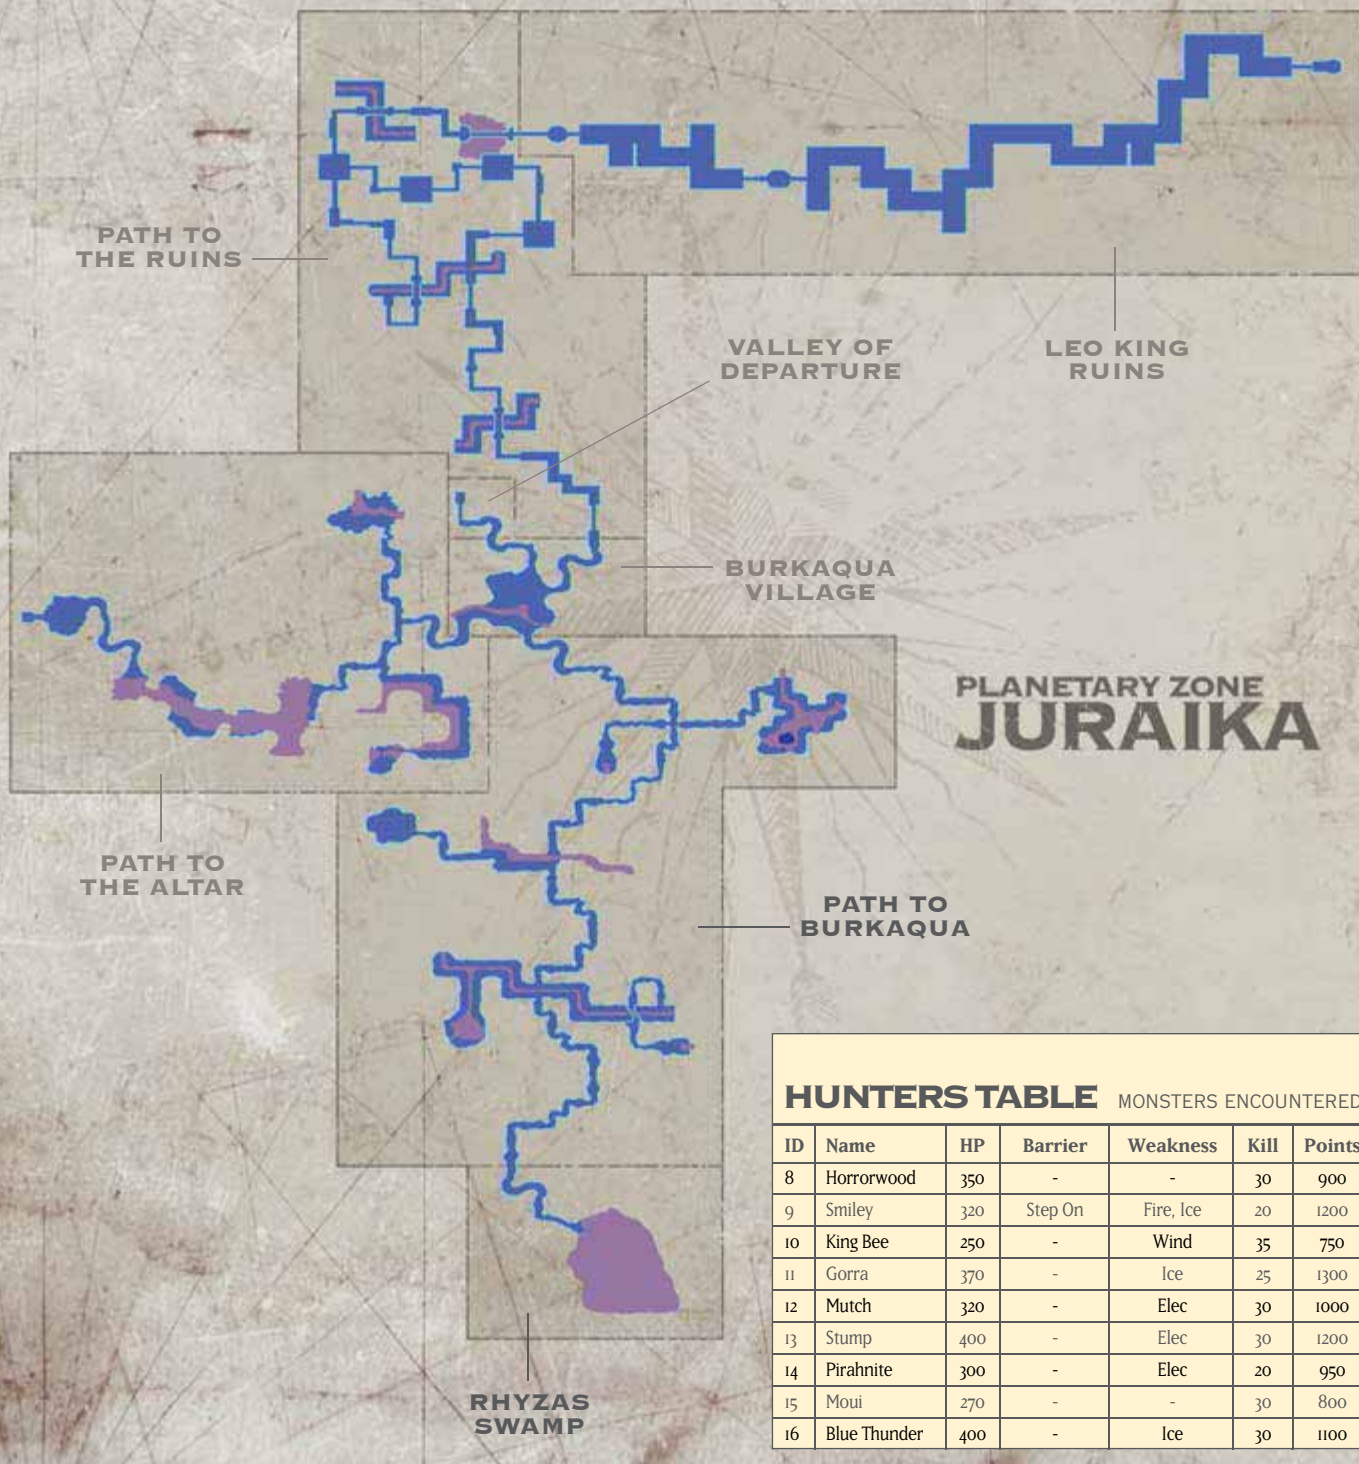 PATH TO
THE RUINS
VALLEY OF
DEPARTURE
LEO KING
RUINS
BURKAQUA
VILLAGE
PLANETARY ZONE
JURAIKA
PATH TO
THE ALTAR
PATH TO
BURKAQUA
RHYZAS
SWAMP
HUNTERS TABLE MONSTERS ENCOUNTERED
ID Name HP Barrier Weakness Kill Points
8 Horrorwood 350 - - 30 900
9 Smiley 320 Step On Fire, Ice 20 1200
10 King Bee 250 - Wind 35 750
11 Gorra 370 - Ice 25 1300
12 Mutch 320 - Elec 30 1000
13 Stump 400 - Elec 30 1200
14 Pirahnite 300 - Elec 20 950
15 Moui 270 - - 30 800
16 Blue Thunder 400 - Ice 30 1100